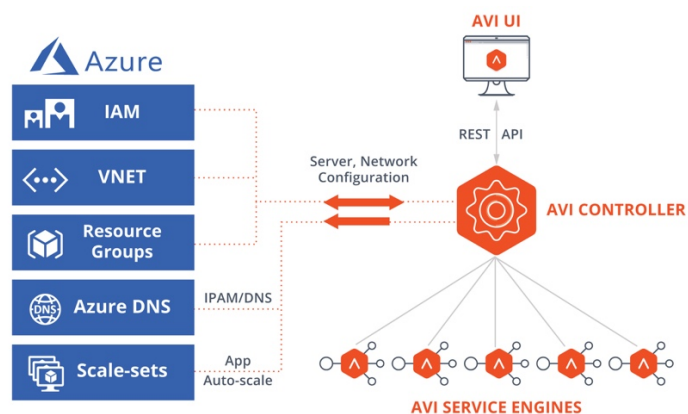 AVI UI
Azure
IAM
REST API
Server, Network
Configuration
VNET
AVI CONTROLLER
Resource
Groups
IPAM/DNS
DNS
Azure DNS
App
Auto-scale
Scale-sets
AVI SERVICE ENGINES